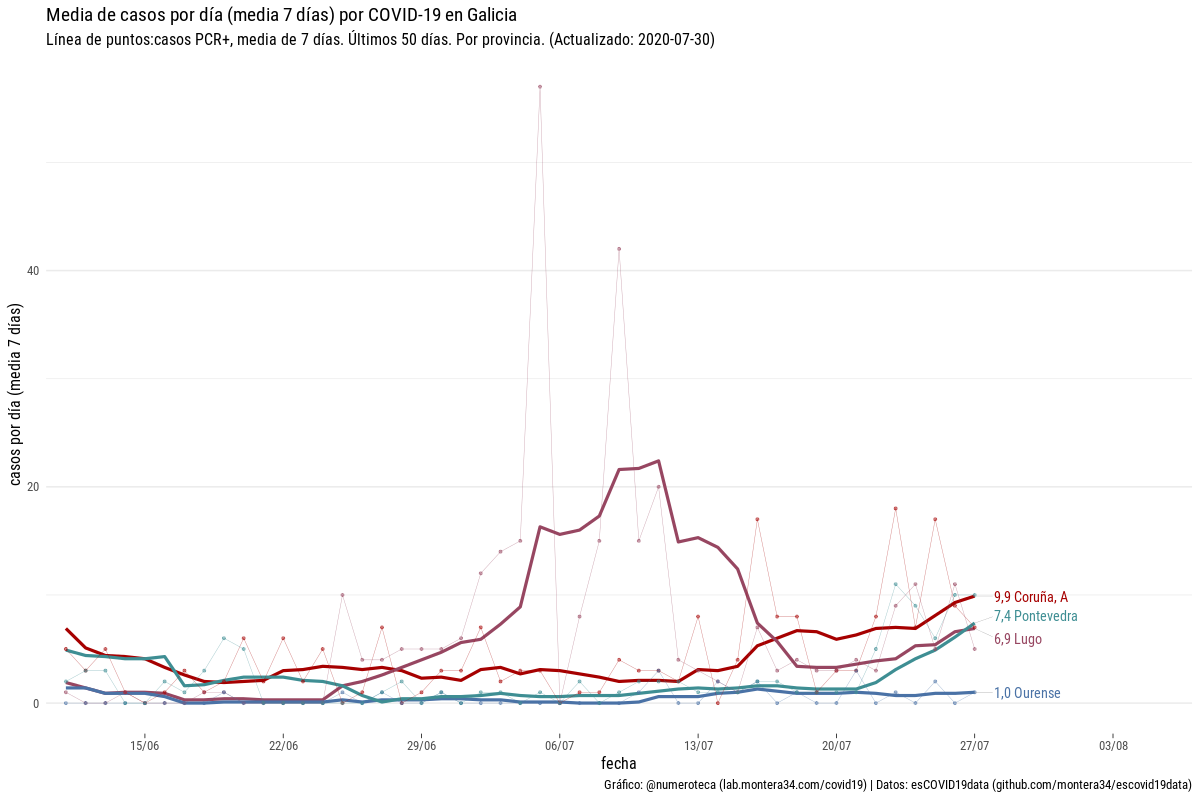 Media de casos por día (media 7 días) por COVID-19 en Galicia
Línea de puntos:casos PCR+, media de 7 días. Últimos 50 días. Por provincia. (Actualizado: 2020-07-30)
casos por día (media 7 días)
40
20
0
9,9 Coruña, A
7,4 Pontevedra
6,9 Lugo
1,0 Ourense
15/06
22/06
29/06
06/07
13/07
20/07
27/07
03/08
fecha
Gráfico: @numeroteca (lab.montera34.com/covid19) | Datos: esCOVID19data (github.com/montera34/escovid19data)